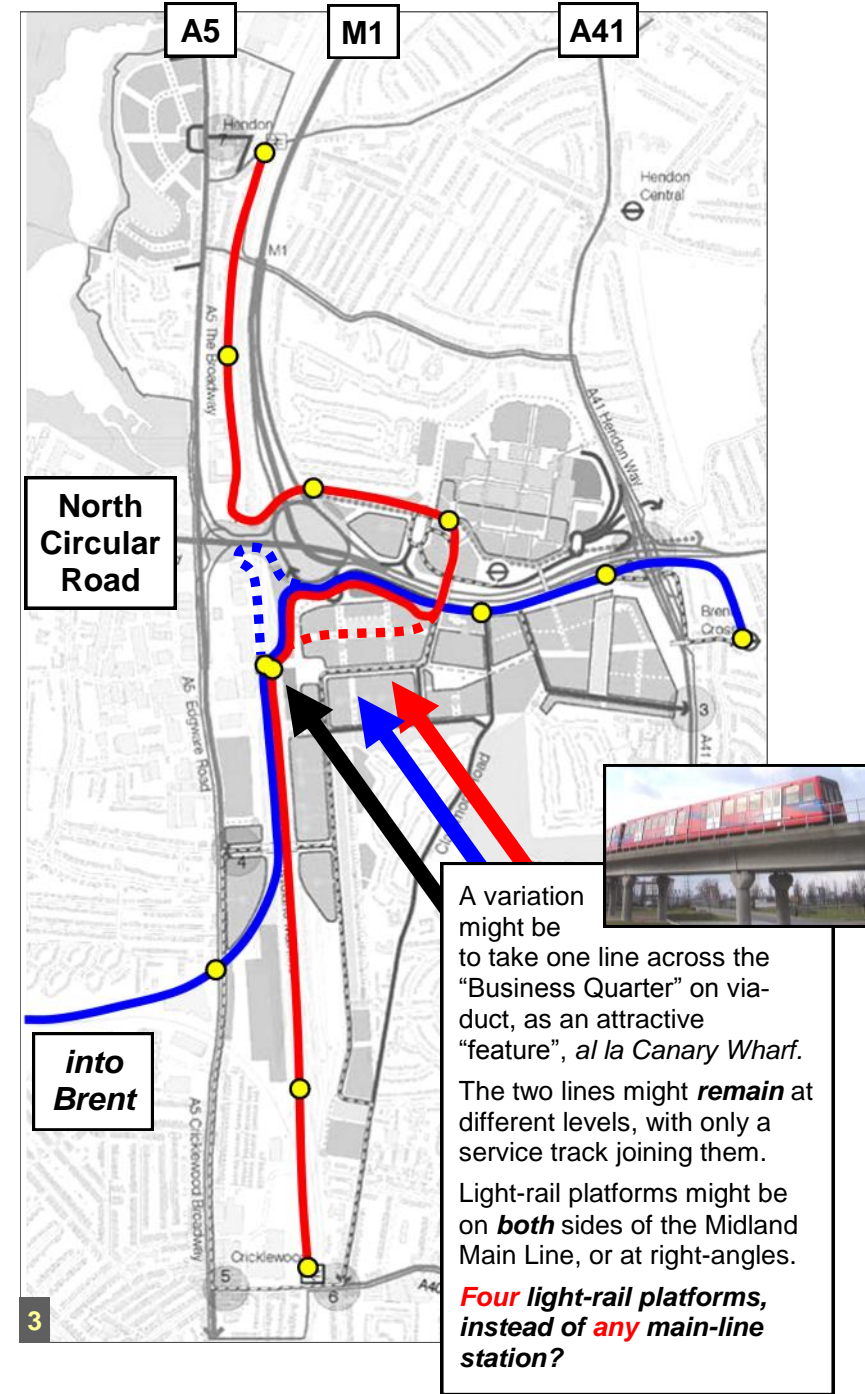 A5
M1
A41
Hendon
7
Hendon
Central
M1
A5 The Broadway
A41 Hendon Way
North
Circular
Road
Brent
Cross
A5 Edgware Road
3
A41
4
A variation
might be
to take one line across the
“Business Quarter” on via-
duct, as an attractive
“feature”, al la Canary Wharf.
The two lines might remain at
different levels, with only a
service track joining them.
Light-rail platforms might be
on both sides of the Midland
Main Line, or at right-angles.
Four light-rail platforms,
instead of any main-line
station?
into
Brent
A5 Cricklewood Broadway
Cricklewood
5
6
3